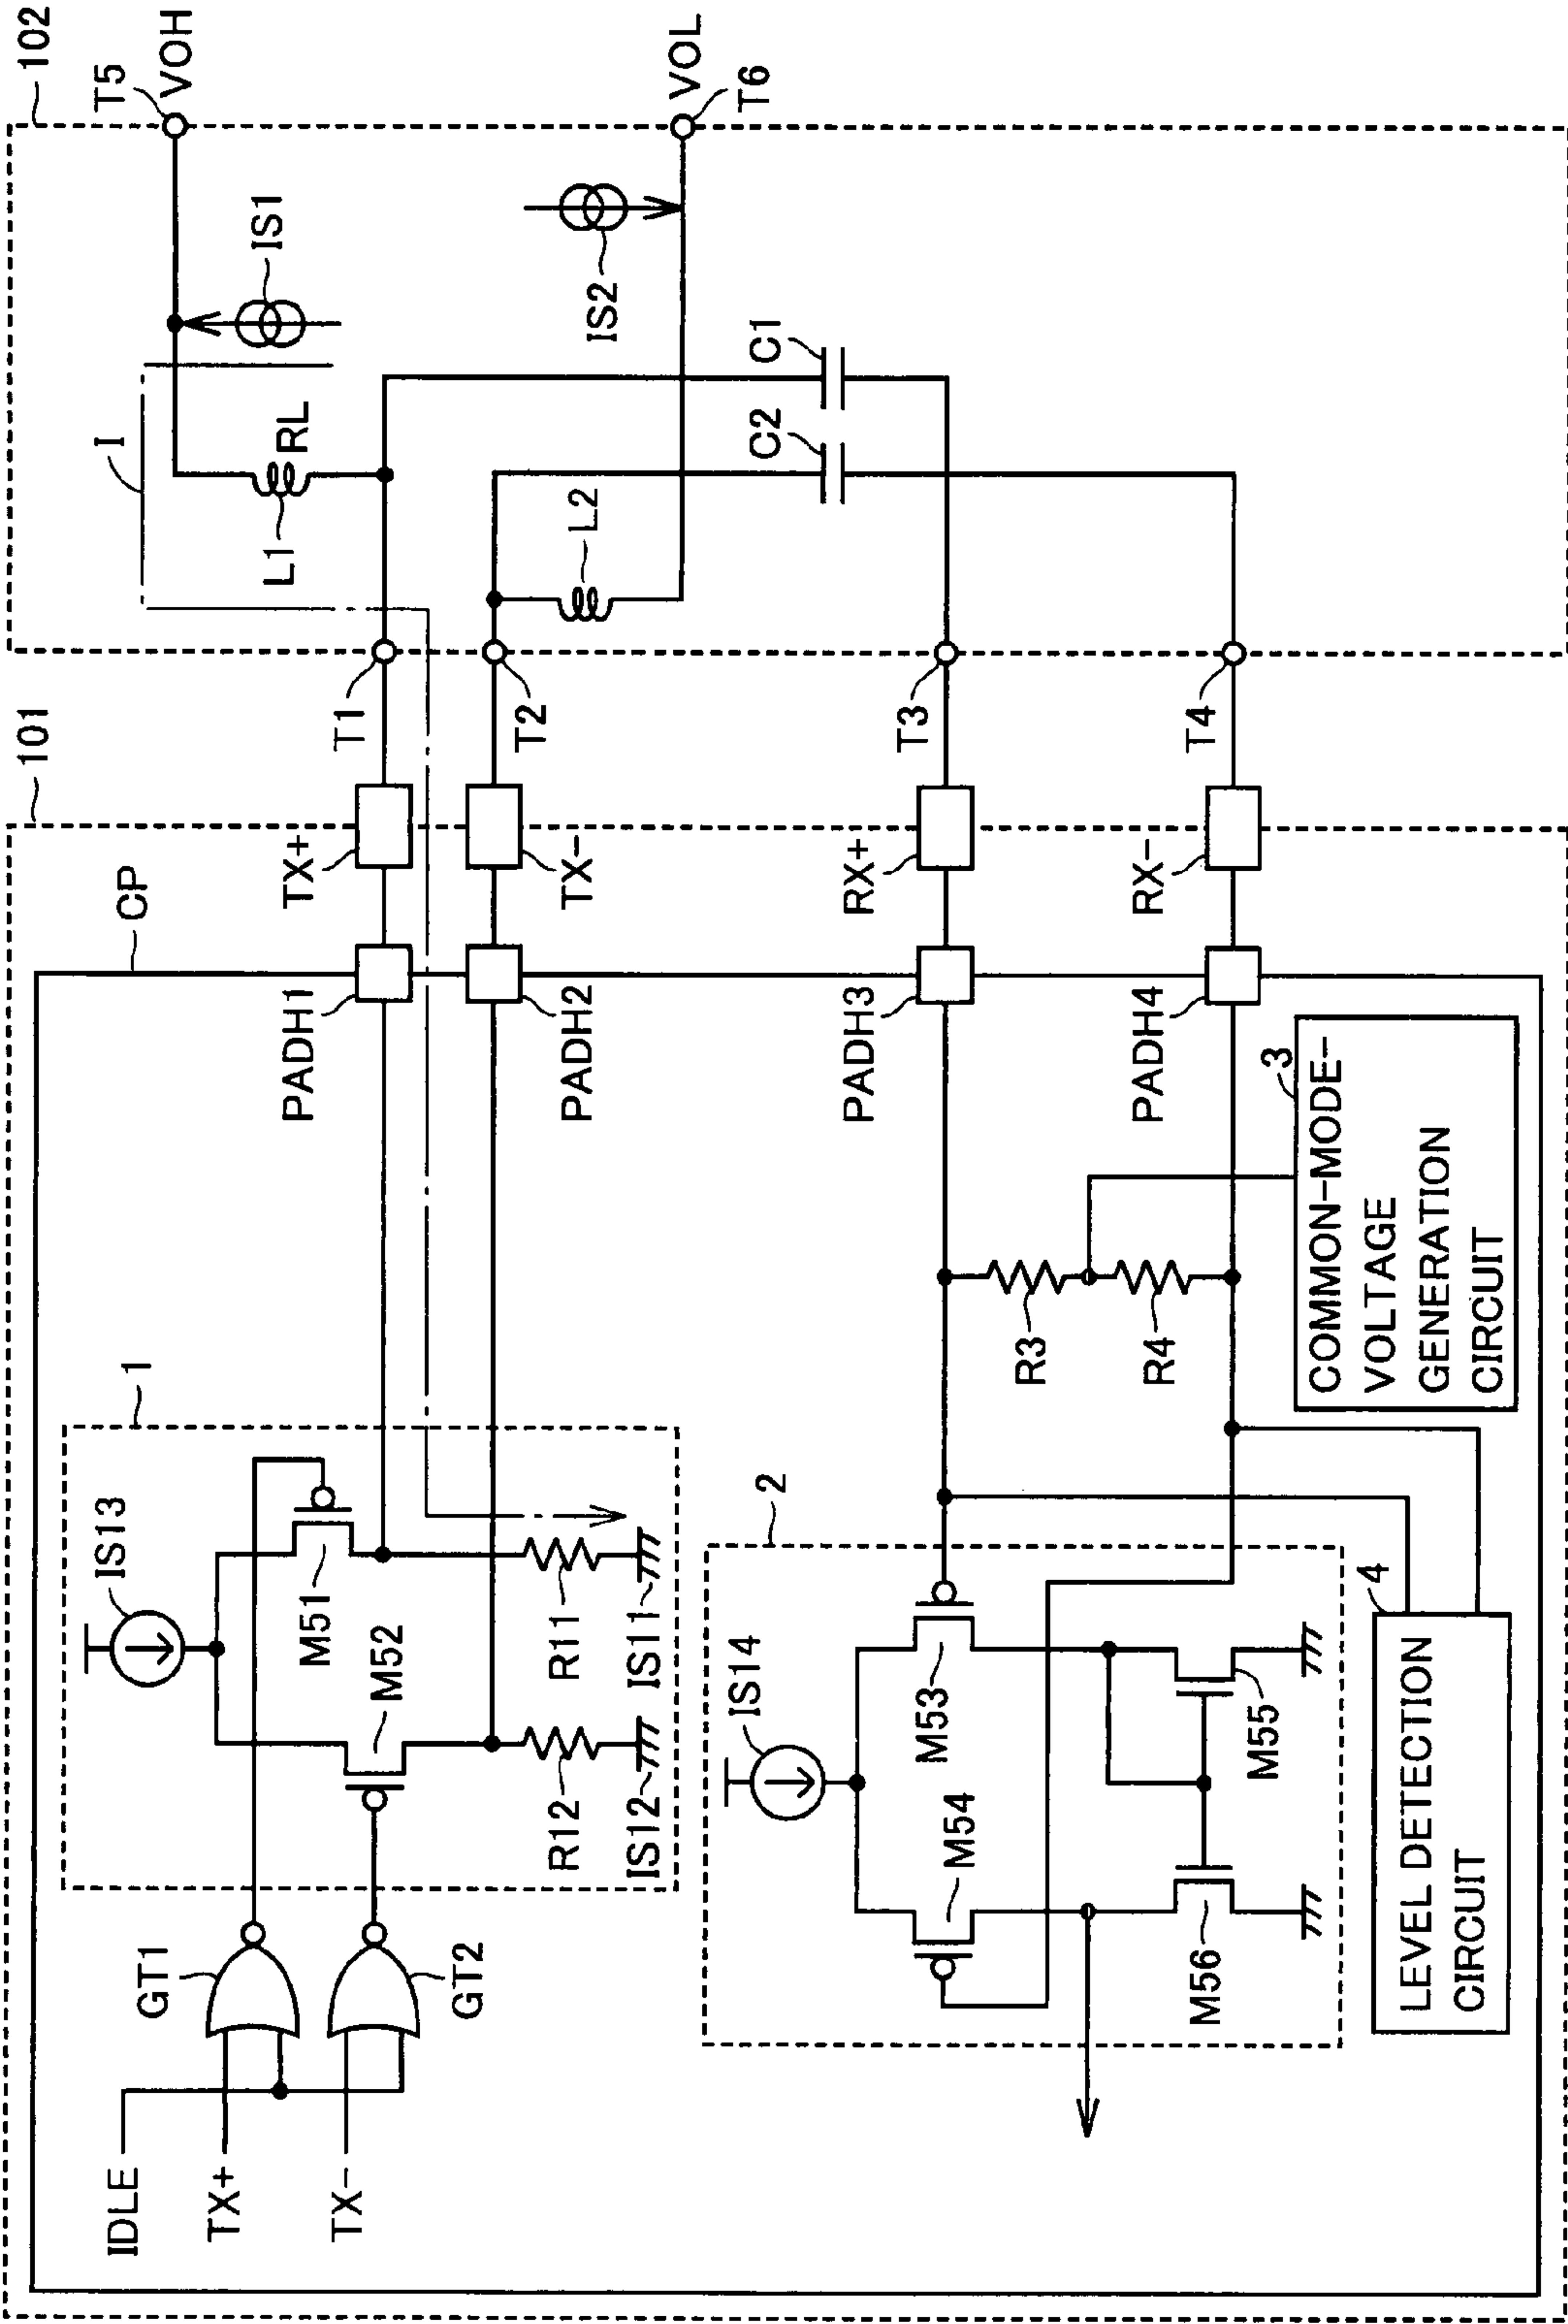 101
102
CP
1
IS13
M51
M52
R11
R12
IS11
IS12
GT1
GT2
IDLE
TX+
TX-
PADH1
PADH2
TX+
TX-
T1
T2
I
L1
RL
IS1
T5
VOH
IS2
VOL
T6
L2
C2
C1
2
IS14
M53
M54
M55
M56
PADH3
PADH4
RX+
RX-
T3
T4
R3
R4
3
COMMON-MODE-
VOLTAGE
GENERATION
CIRCUIT
4
LEVEL DETECTION
CIRCUIT